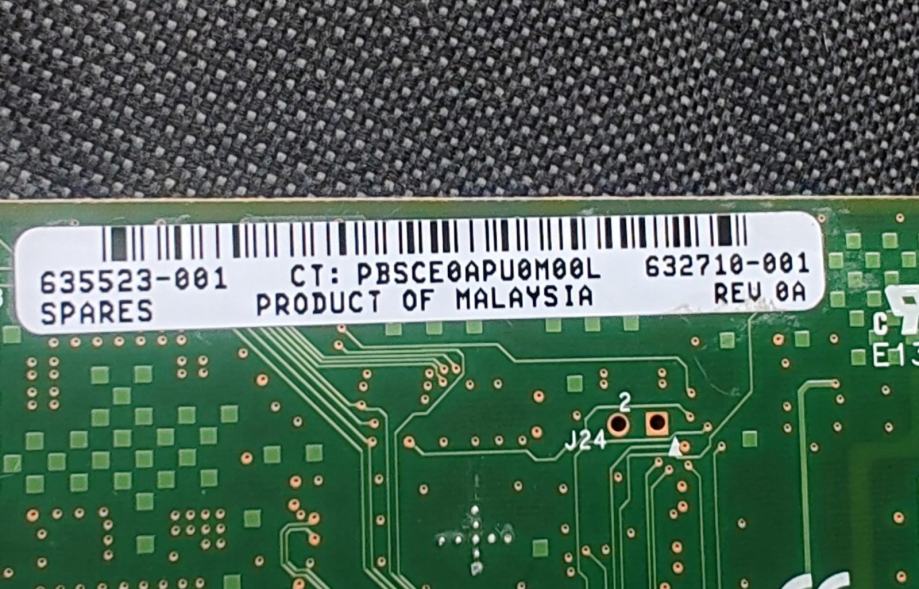 635523-001 CT: PBSCE0APU0M00L 632710-001
SPARES PRODUCT OF MALAYSIA REV 0A
2
J24
C